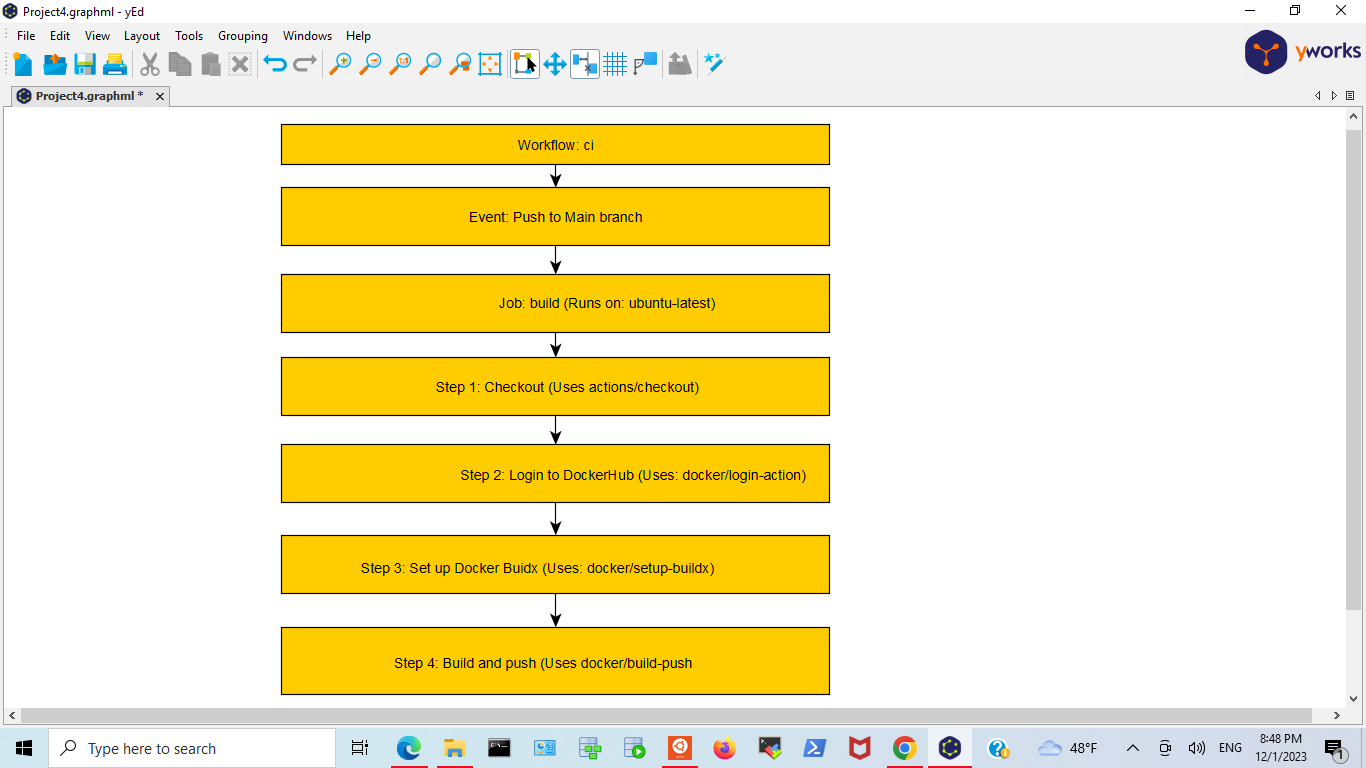 Project4.graphml - yEd
File Edit View Layout Tools Grouping Windows Help
1:1
yworks
Project4.graphml *
Workflow: ci
Event: Push to Main branch
Job: build (Runs on: ubuntu-latest)
Step 1: Checkout (Uses actions/checkout)
Step 2: Login to DockerHub (Uses: docker/login-action)
Step 3: Set up Docker Buidx (Uses: docker/setup-buildx)
Step 4: Build and push (Uses docker/build-push
Type here to search
48°F
ENG
8:48 PM
12/1/2023
1